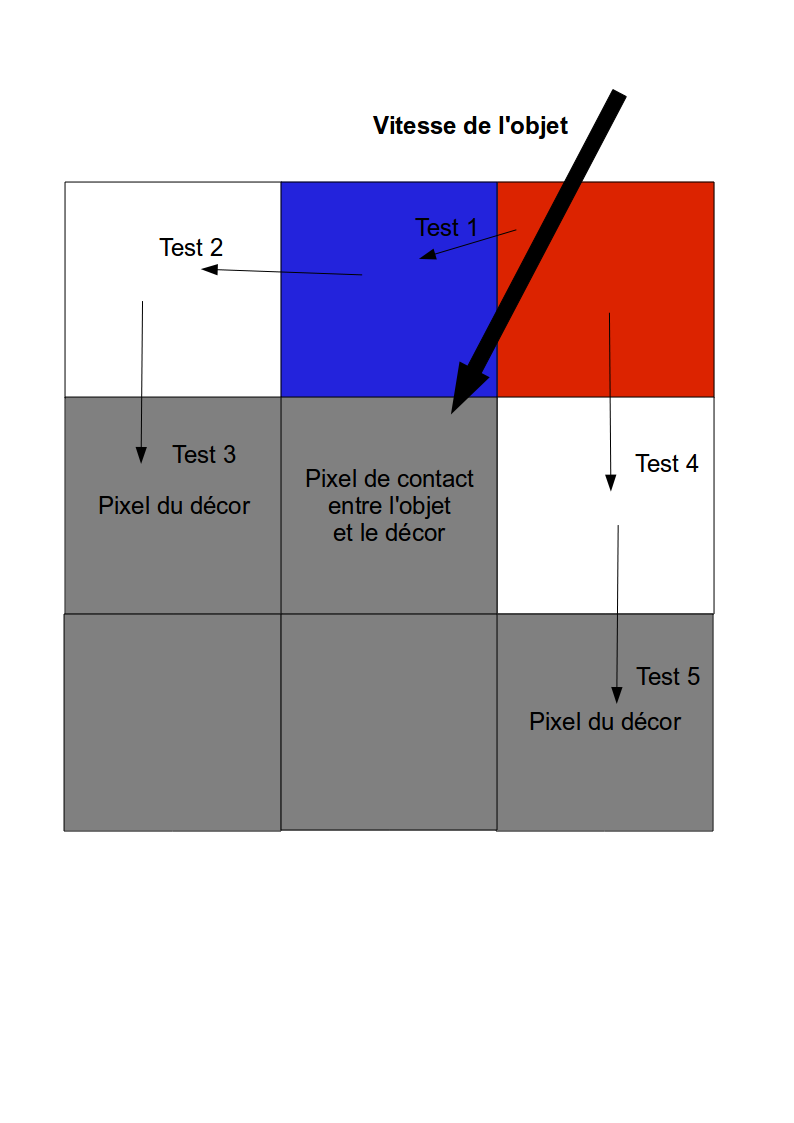 Vitesse de l'objet
Test 1
Test 2
Test 3
Pixel du décor
Pixel de contact
entre l'objet
et le décor
Test 4
Test 5
Pixel du décor